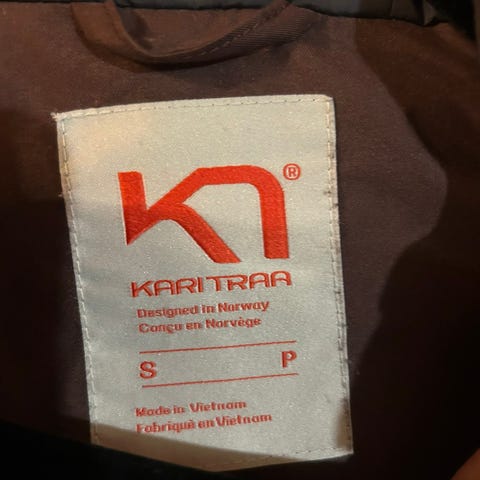 KN®
KARI TRAA
Designed in Norway
Conçu en Norvège
S P
Made in Vietnam
Fabriqué en Vietnam